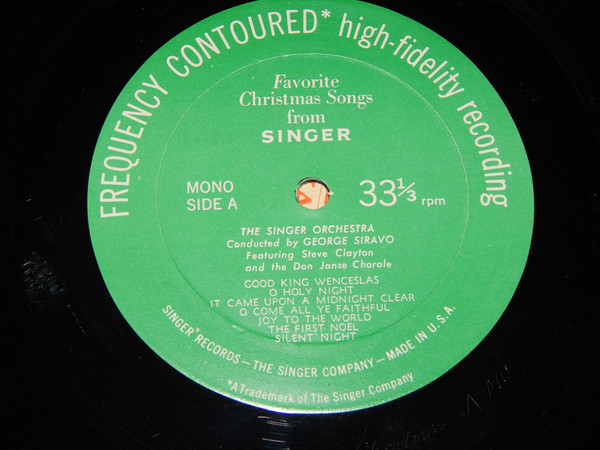 FREQUENCY CONTOURED* high-fidelity recording
Favorite
Christmas Songs
from
SINGER
MONO
SIDE A
33⅓ rpm
THE SINGER ORCHESTRA
Conducted by GEORGE SIRAVO
Featuring Steve Clayton
and the Don Janse Chorale
GOOD KING WENCESLAS
O HOLY NIGHT
IT CAME UPON A MIDNIGHT CLEAR
O COME ALL YE FAITHFUL
JOY TO THE WORLD
THE FIRST NOEL
SILENT NIGHT
SINGER* RECORDS—THE SINGER COMPANY—MADE IN U.S.A.
*A Trademark of The Singer Company